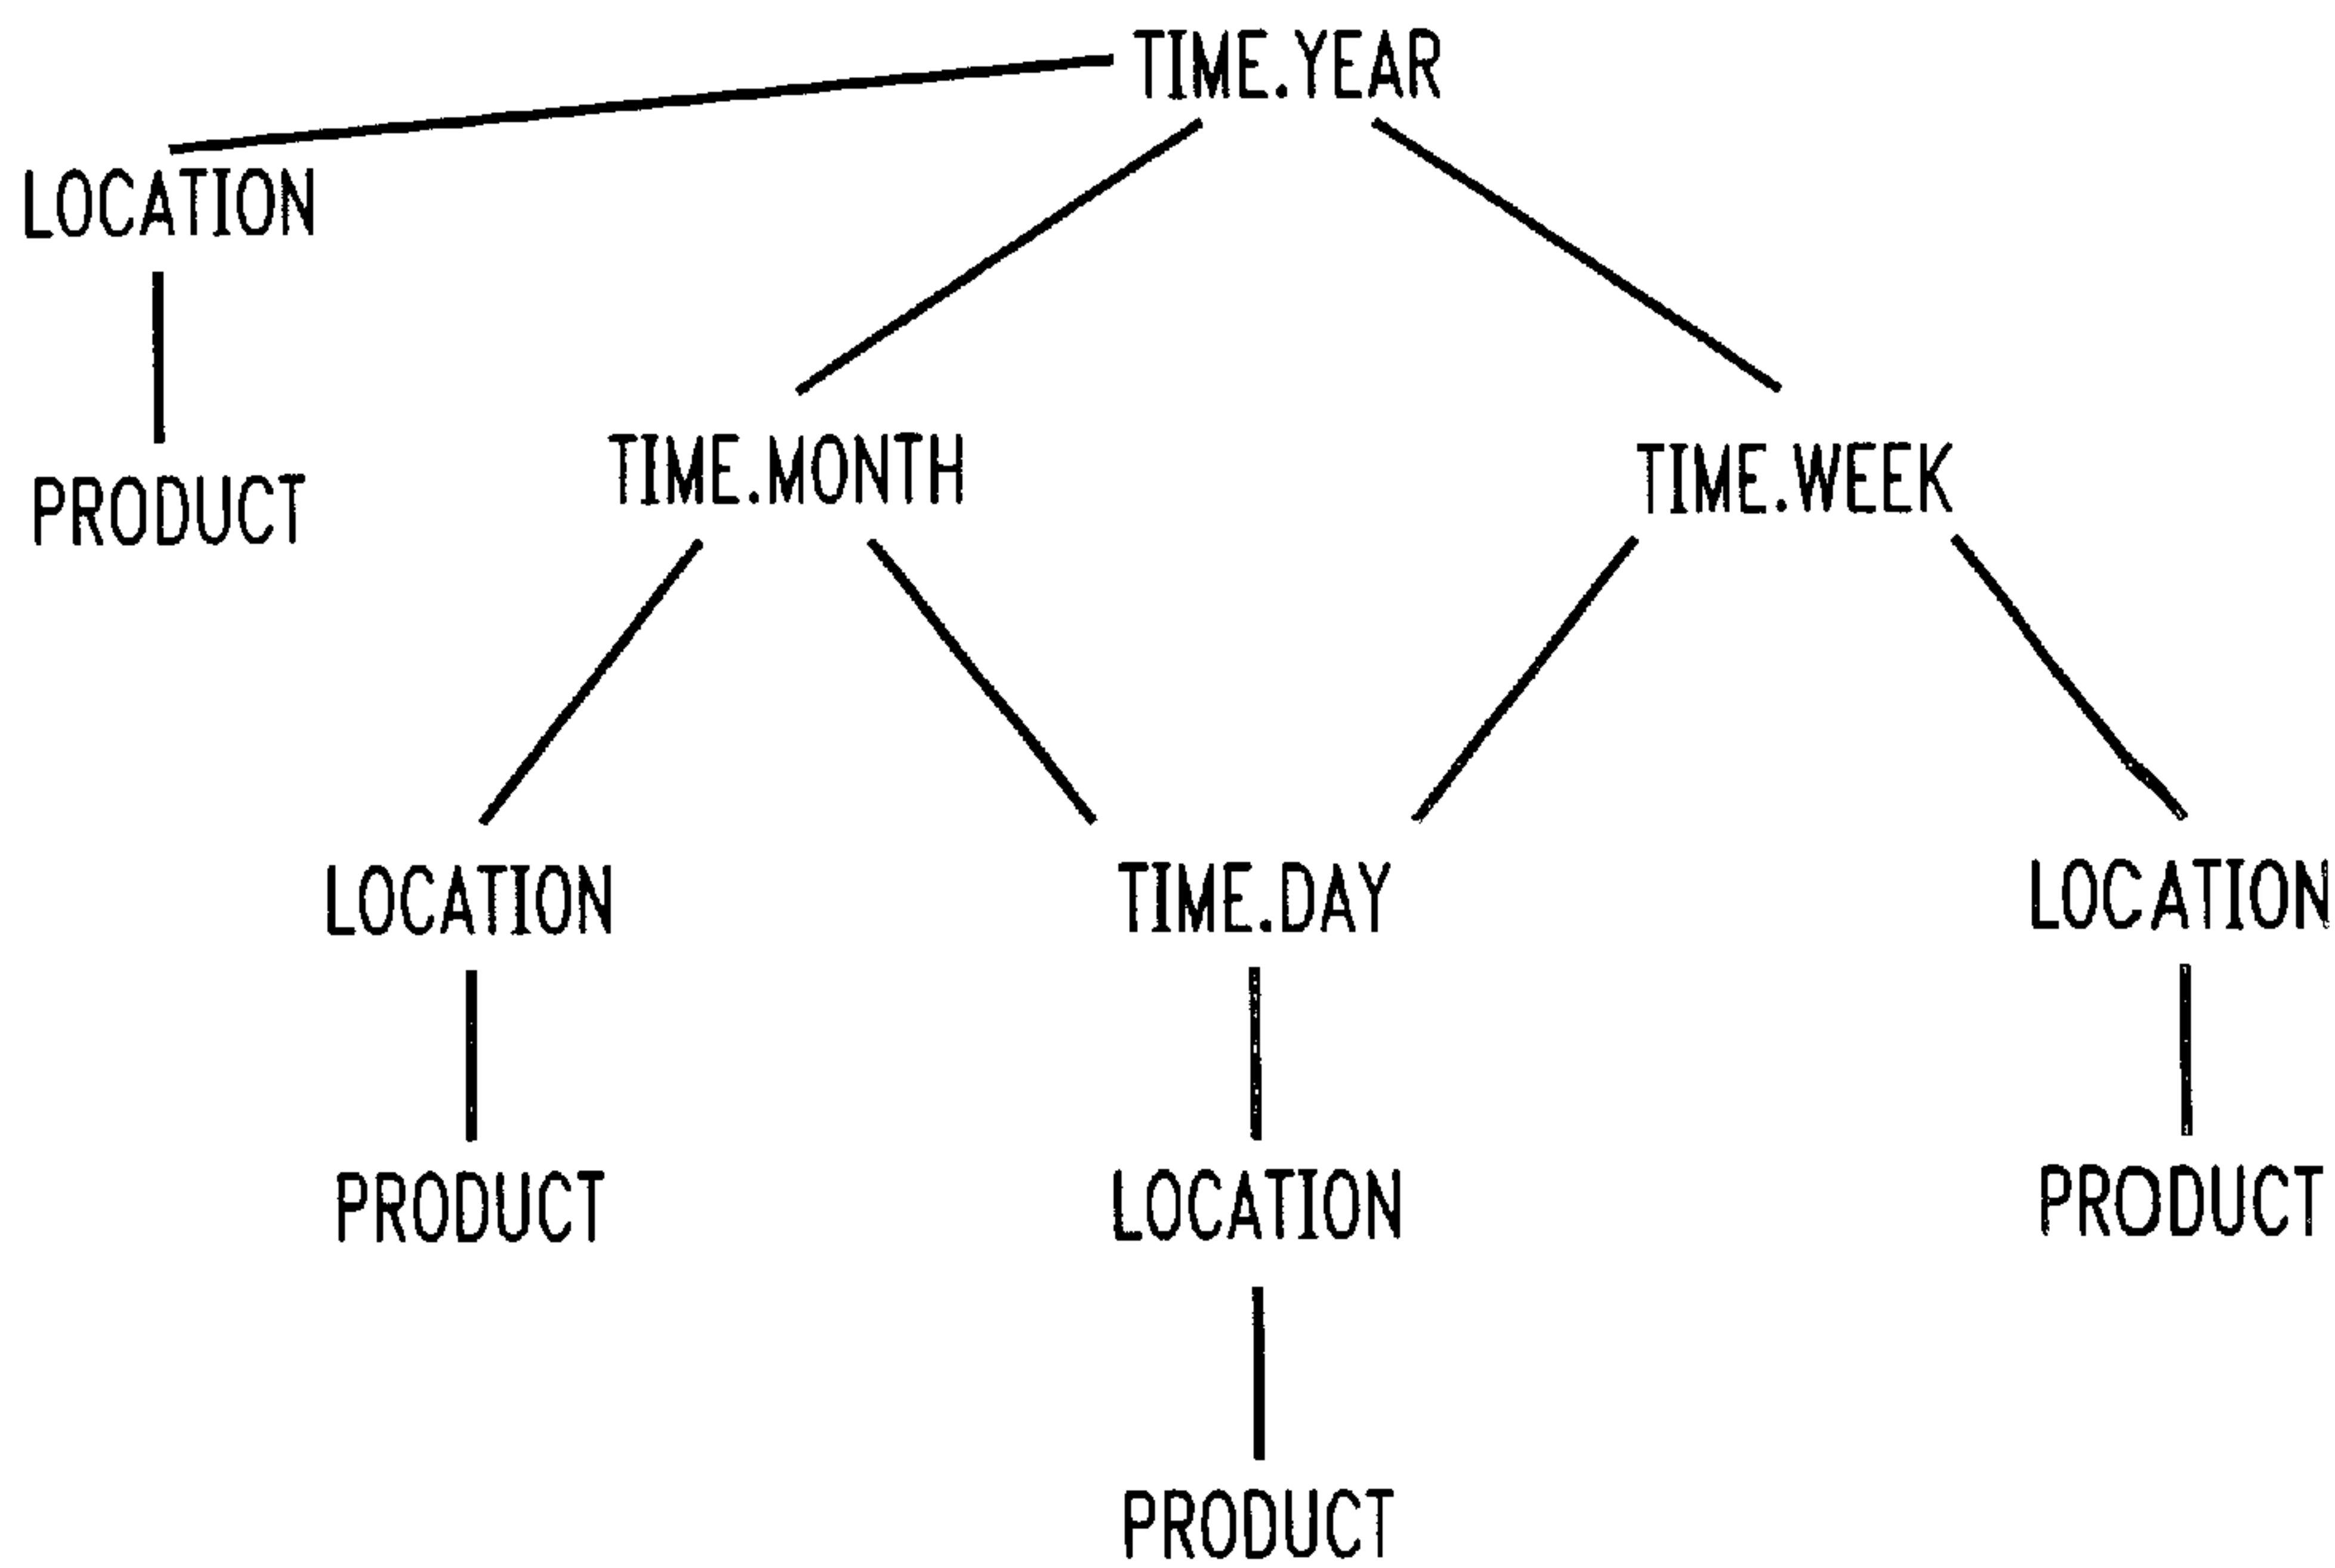 TIME.YEAR
LOCATION
PRODUCT
TIME.MONTH
TIME.WEEK
LOCATION
TIME.DAY
LOCATION
PRODUCT
LOCATION
PRODUCT
PRODUCT